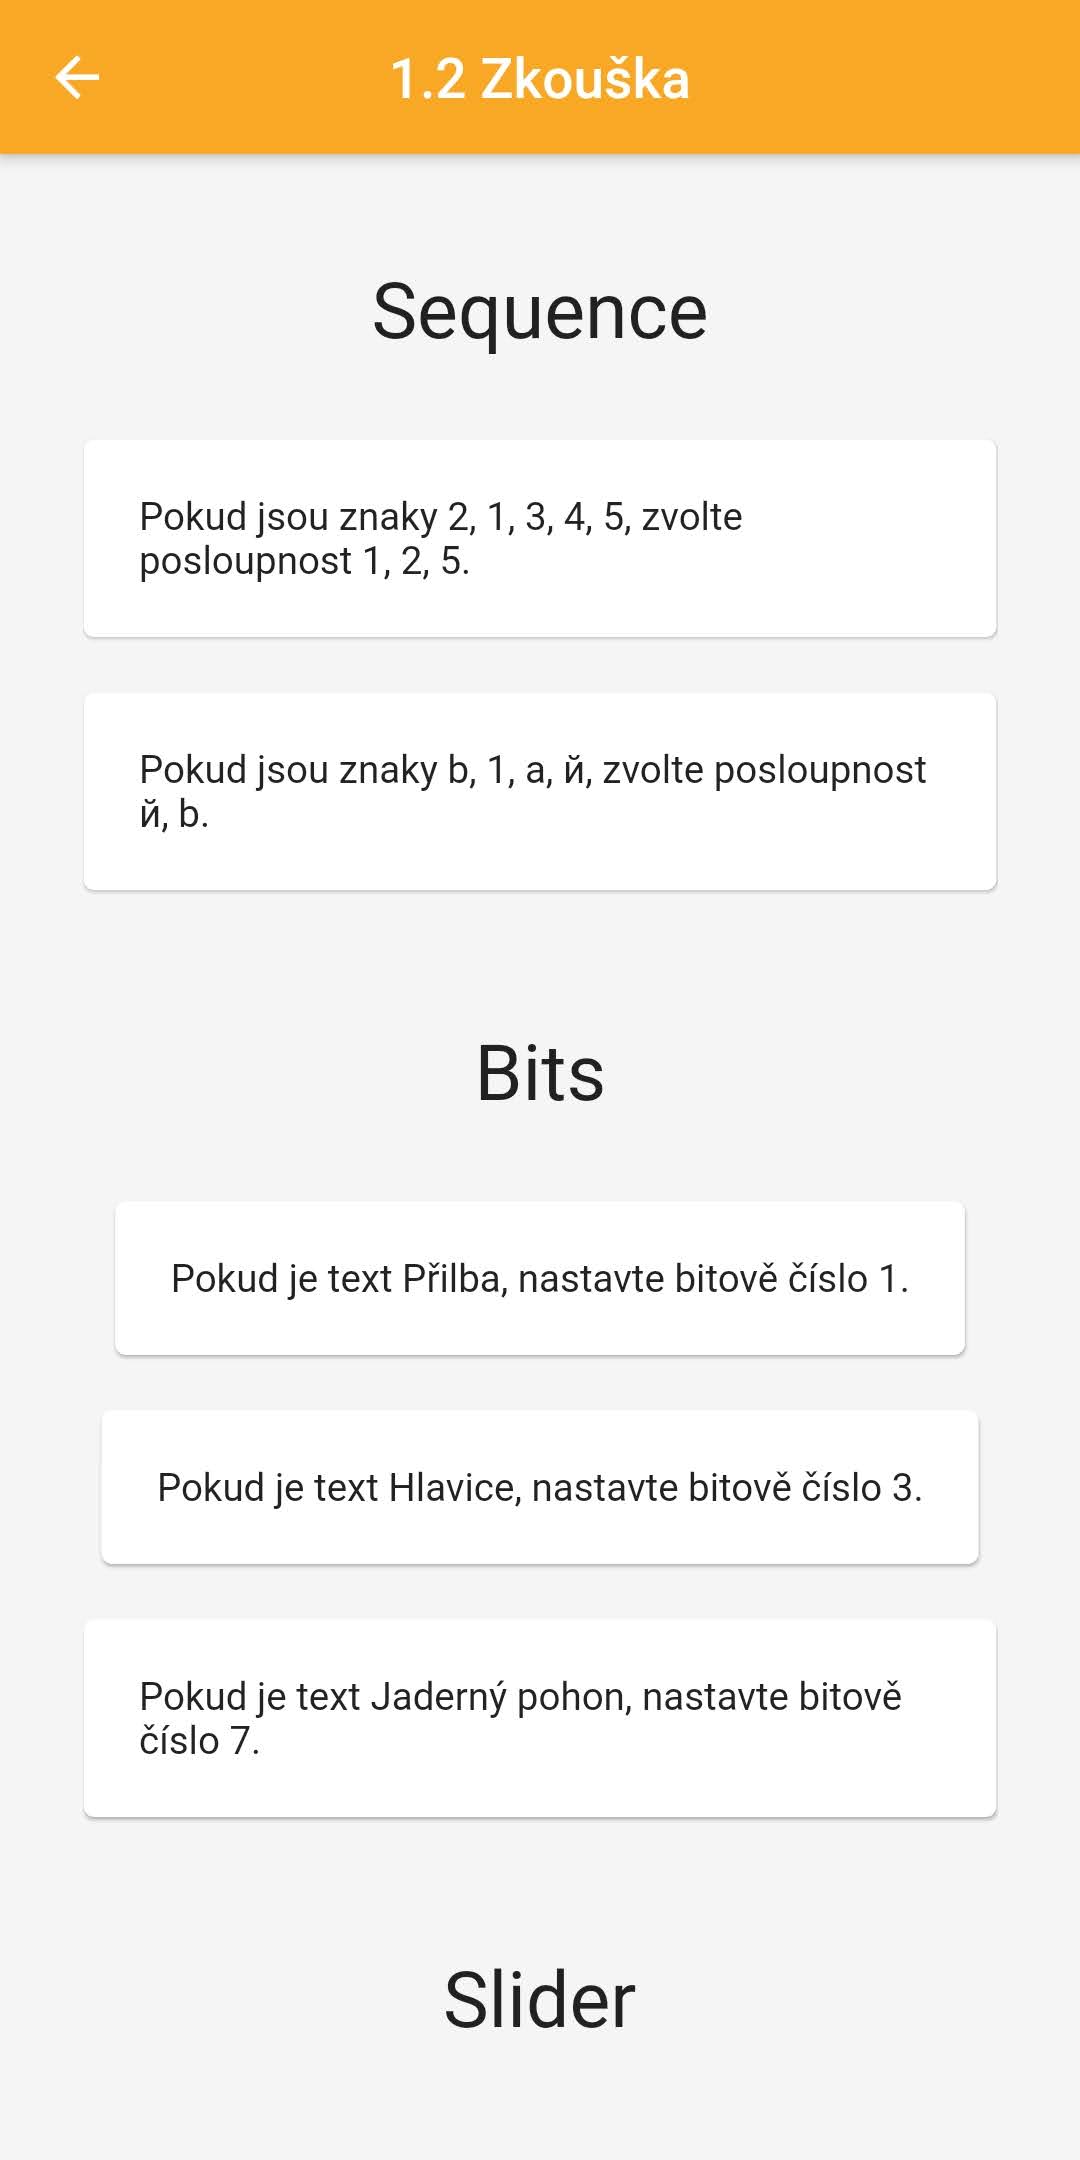 1.2 Zkouška
Sequence
Pokud jsou znaky 2, 1, 3, 4, 5, zvolte
posloupnost 1, 2, 5.
Pokud jsou znaky b, 1, a, й, zvolte posloupnost
й, b.
Bits
Pokud je text Přilba, nastavte bitově číslo 1.
Pokud je text Hlavice, nastavte bitově číslo 3.
Pokud je text Jaderný pohon, nastavte bitově
číslo 7.
Slider